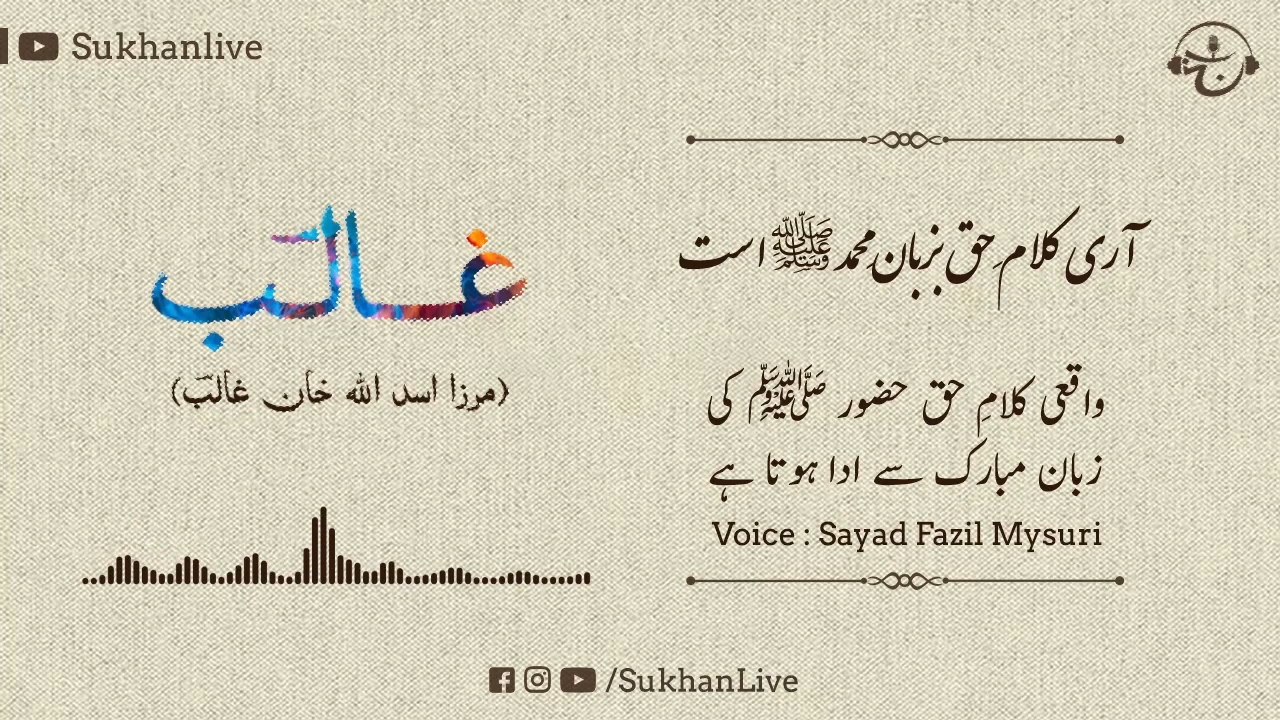 Sukhanlive
سخن
غالبؔ
(مرزا اسد اللہ خان غالبؔ)
آری کلامِ حق بزبانِ محمد ﷺ است
واقعی کلامِ حق حضور ﷺ کی
زبان مبارک سے ادا ہوتا ہے
Voice : Sayad Fazil Mysuri
/SukhanLive